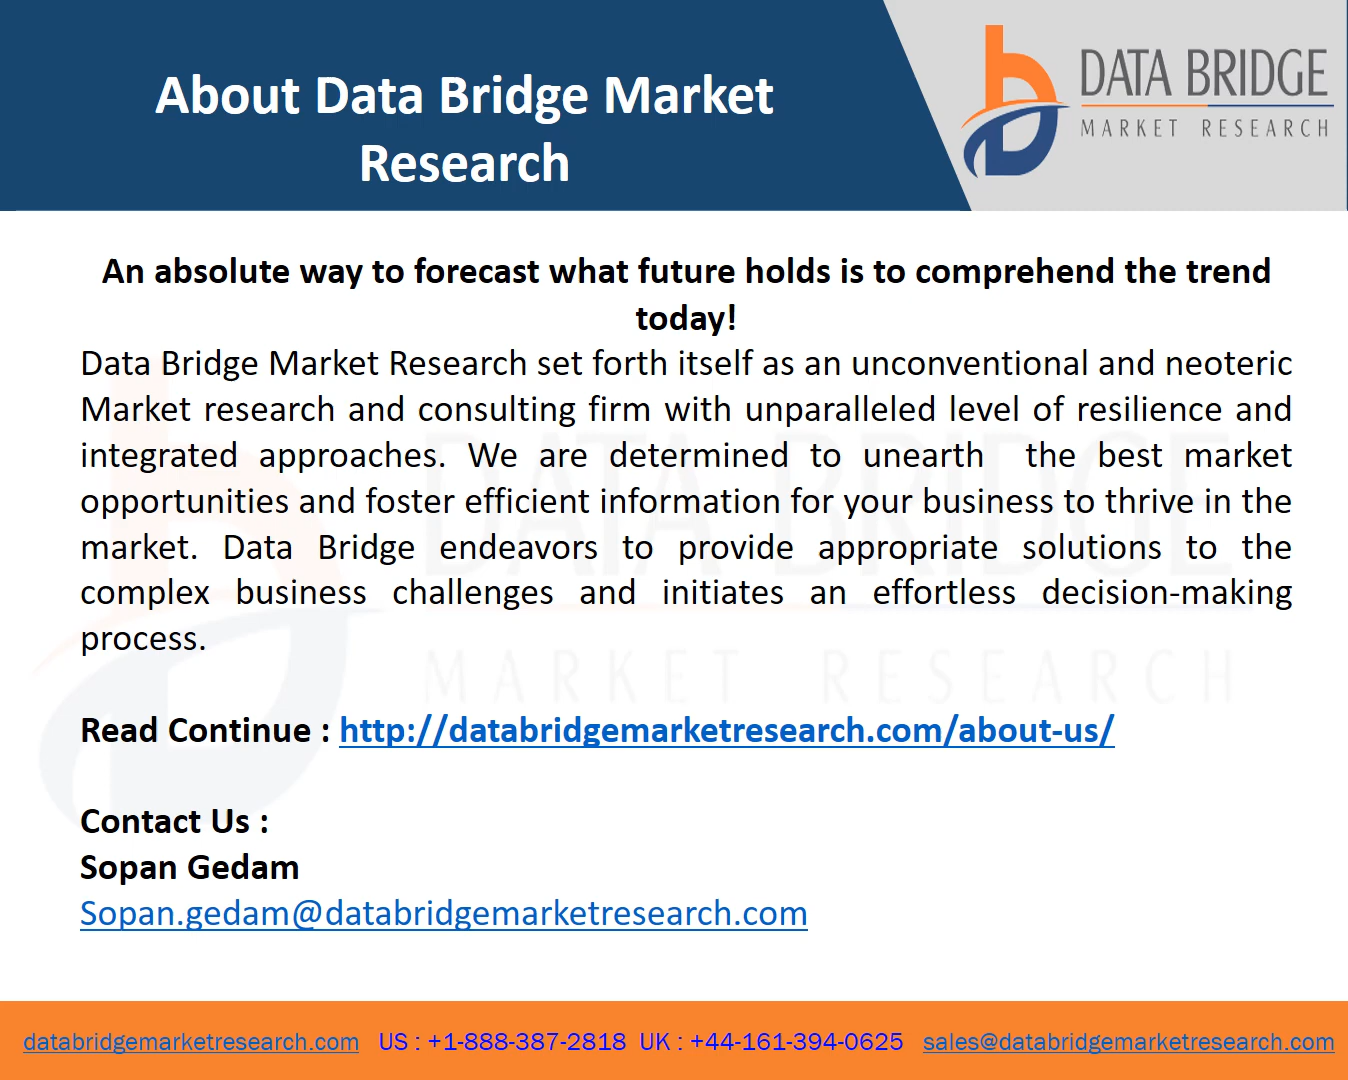 About Data Bridge Market
Research
DATA BRIDGE
MARKET RESEARCH
An absolute way to forecast what future holds is to comprehend the trend
today!
Data Bridge Market Research set forth itself as an unconventional and neoteric
Market research and consulting firm with unparalleled level of resilience and
integrated approaches. We are determined to unearth the best market
opportunities and foster efficient information for your business to thrive in the
market. Data Bridge endeavors to provide appropriate solutions to the
complex business challenges and initiates an effortless decision-making
process.
DATA BRIDGE
MARKET RESEARCH
Read Continue : http://databridgemarketresearch.com/about-us/
Contact Us :
Sopan Gedam
Sopan.gedam@databridgemarketresearch.com
databridgemarketresearch.com US : +1-888-387-2818 UK : +44-161-394-0625 sales@databridgemarketresearch.com